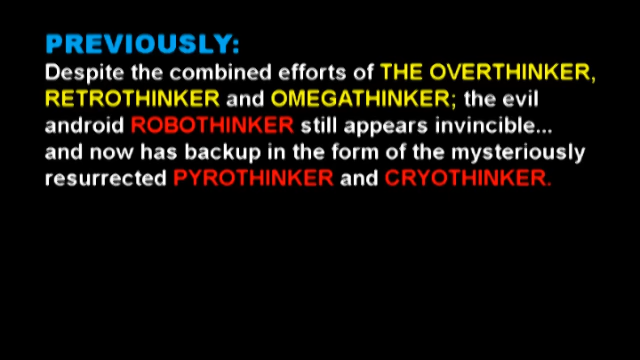 PREVIOUSLY:
Despite the combined efforts of THE OVERTHINKER,
RETROTHINKER and OMEGATHINKER; the evil
android ROBOTHINKER still appears invincible...
and now has backup in the form of the mysteriously
resurrected PYROTHINKER and CRYOTHINKER.